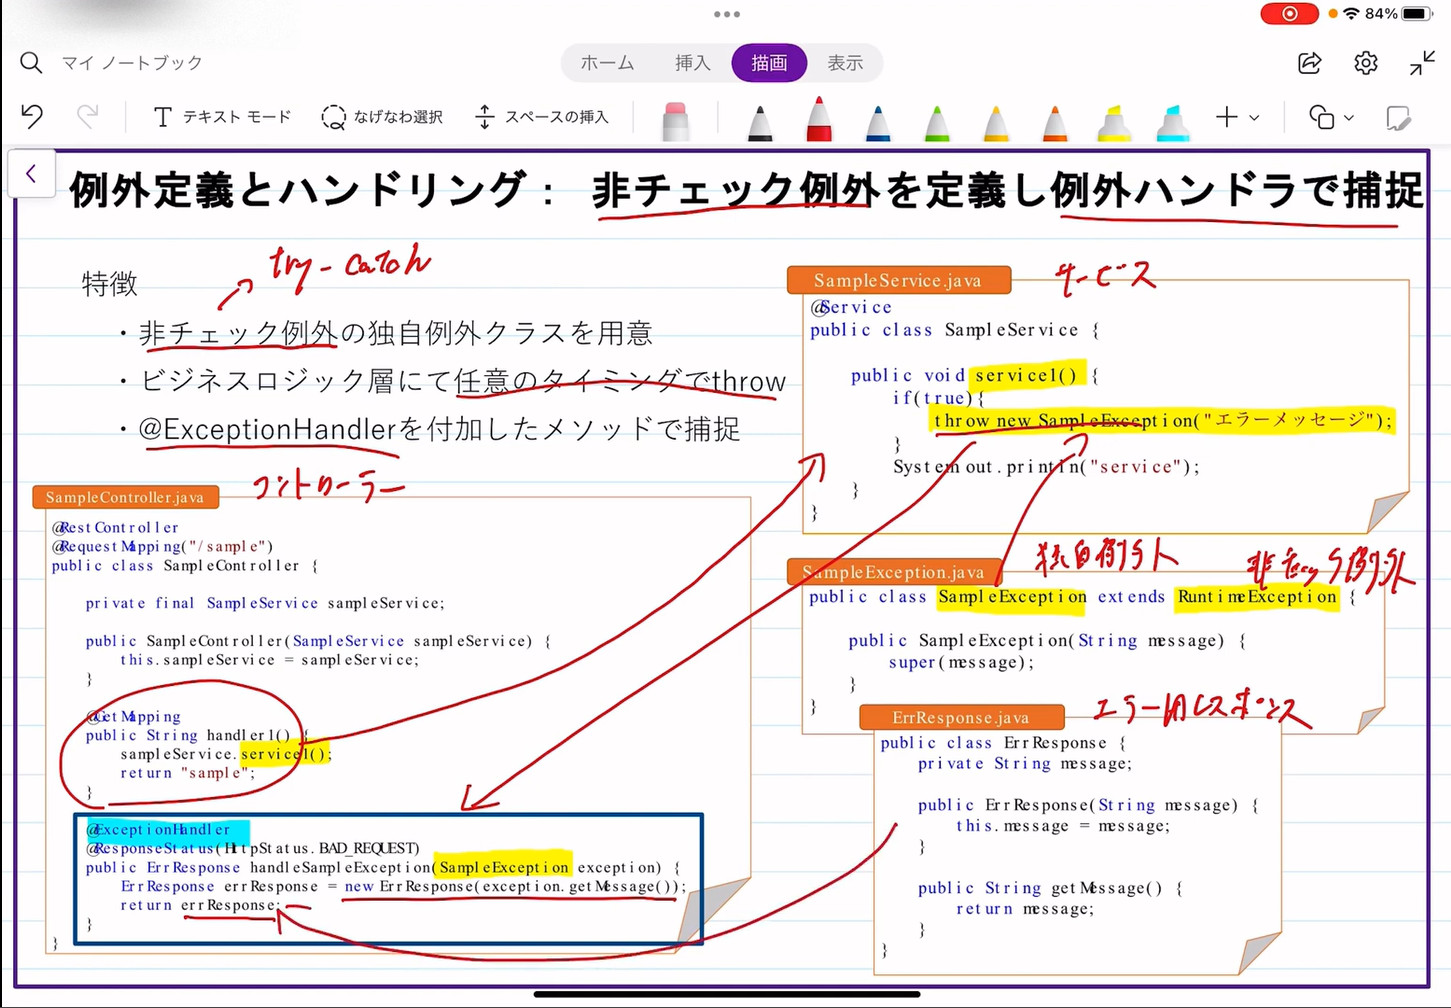 84%
マイ ノートブック
ホーム 挿入 描画 表示
テキスト モード なげなわ選択 スペースの挿入
例外定義とハンドリング： 非チェック例外を定義し例外ハンドラで捕捉
特徴
try-catch
・非チェック例外の独自例外クラスを用意
・ビジネスロジック層にて任意のタイミングでthrow
・@ExceptionHandlerを付加したメソッドで捕捉
SampleController.java
コントローラー
@RestController
@RequestMapping("/sample")
public class SampleController {
private final SampleService sampleService;
public SampleController(SampleService sampleService) {
this.sampleService = sampleService;
}
@GetMapping
public String handler1() {
sampleService.service1();
return "sample";
}
@ExceptionHandler
@ResponseStatus(HttpStatus.BAD_REQUEST)
public ErrResponse handleSampleException(SampleException exception) {
ErrResponse errResponse = new ErrResponse(exception.getMessage());
return errResponse;
}
}
SampleService.java
サービス
@Service
public class SampleService {
public void service1() {
if(true){
throw new SampleException("エラーメッセージ");
}
System.out.println("service");
}
}
SampleException.java
独自例外
非チェック例外
public class SampleException extends RuntimeException {
public SampleException(String message) {
super(message);
}
}
ErrResponse.java
エラー用レスポンス
public class ErrResponse {
private String message;
public ErrResponse(String message) {
this.message = message;
}
public String getMessage() {
return message;
}
}